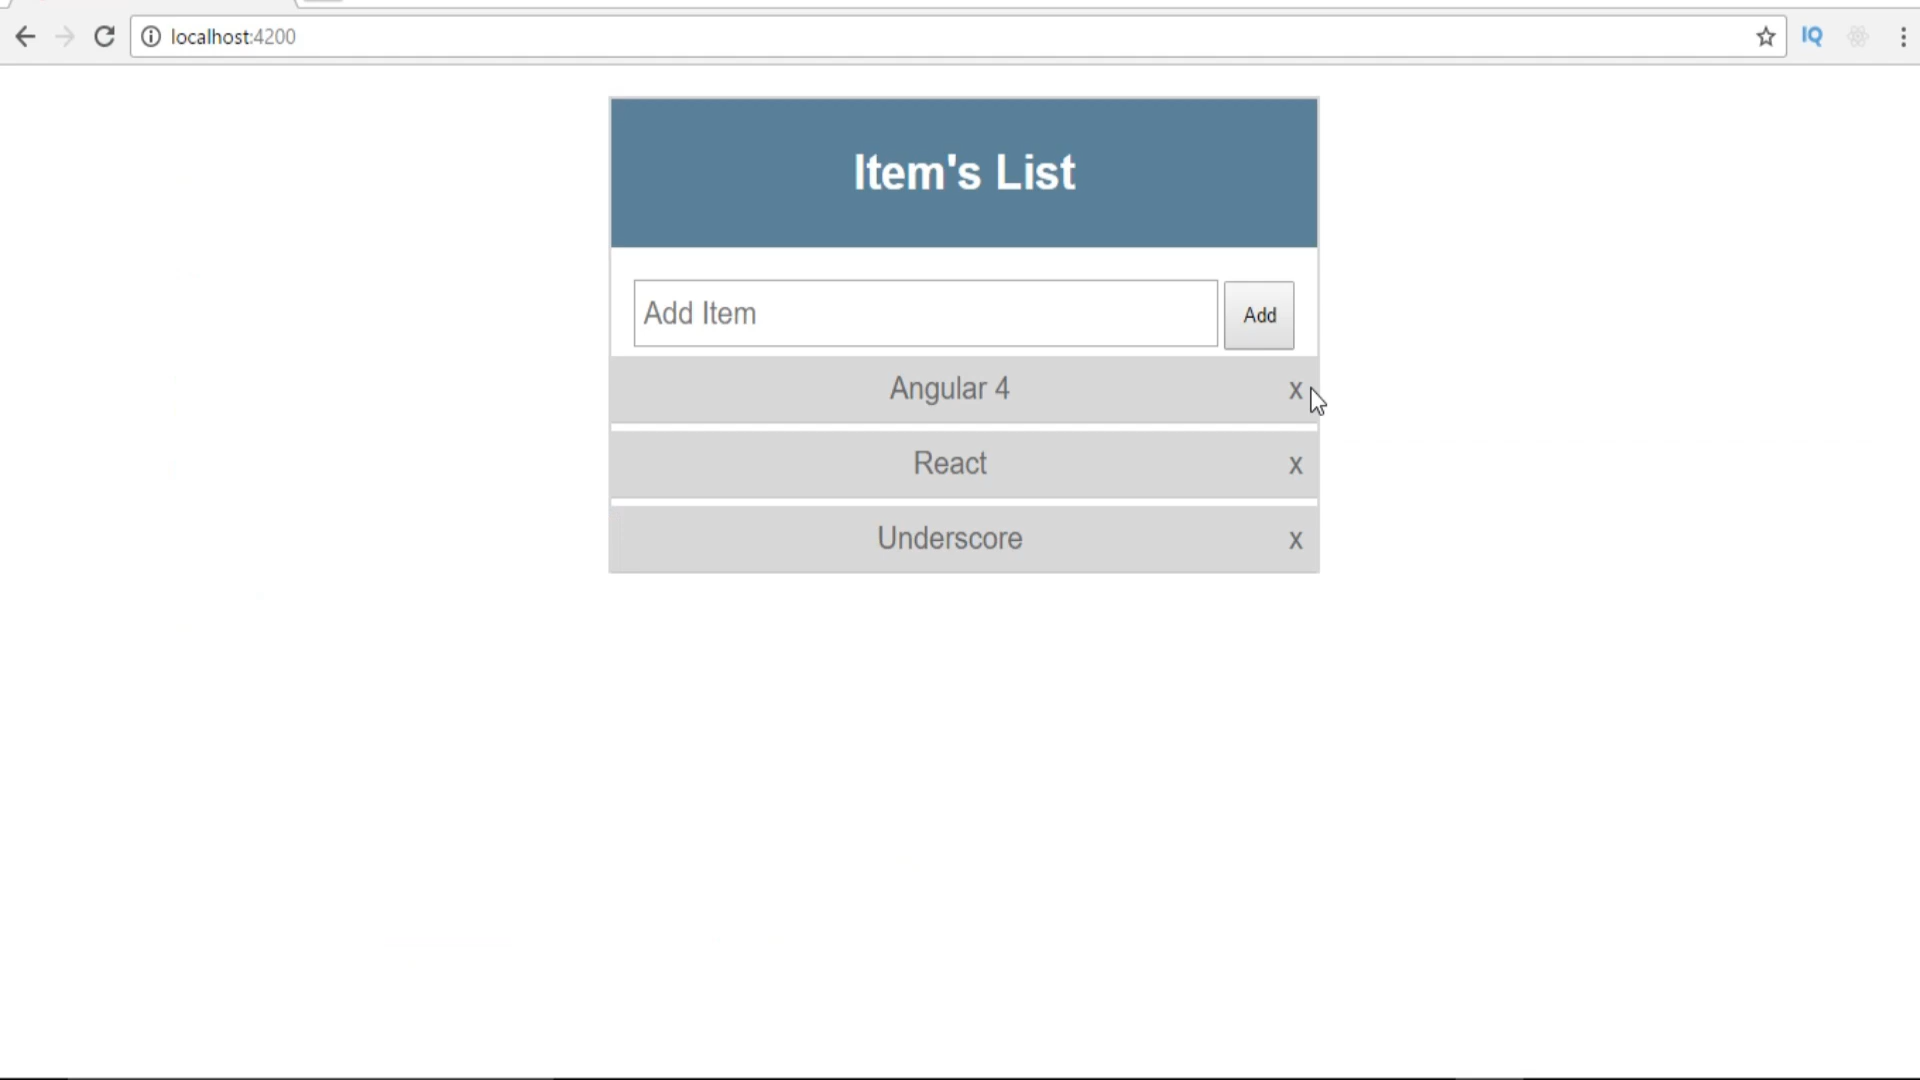 localhost:4200
IQ
Item's List
Add Item
Add
Angular 4
x
React
x
Underscore
x